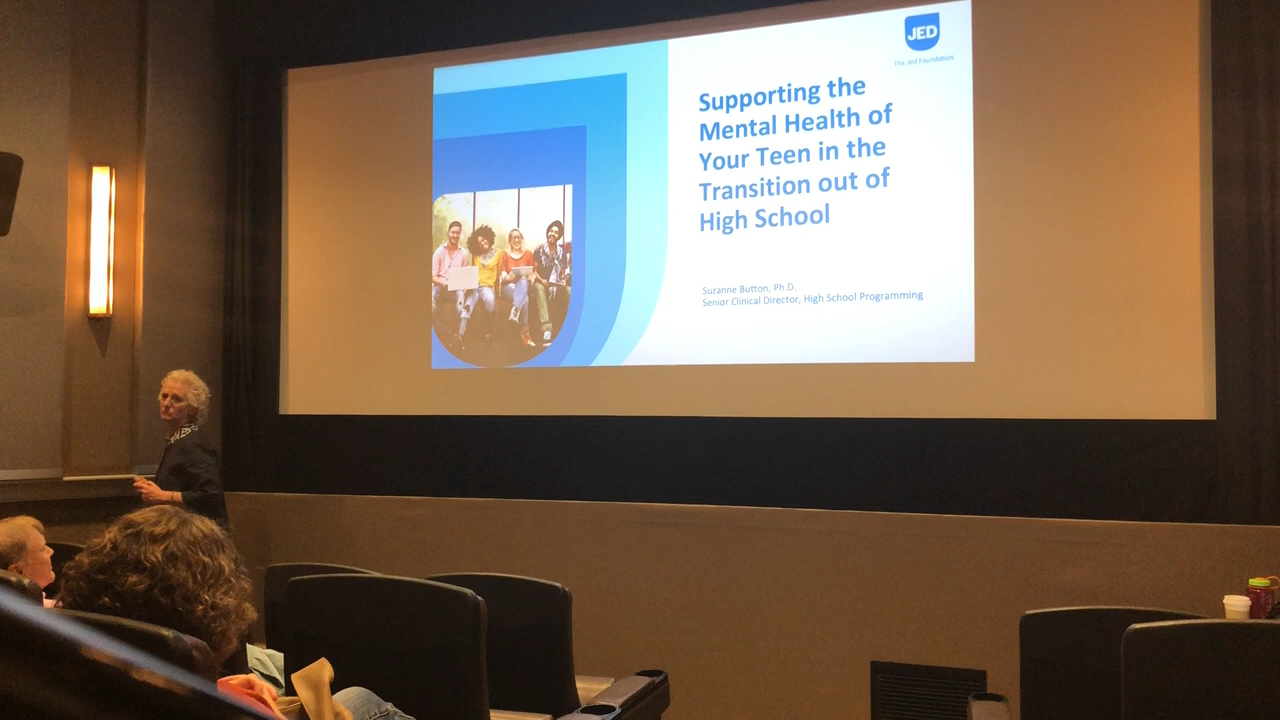 JED
The Jed Foundation
Supporting the
Mental Health of
Your Teen in the
Transition out of
High School
Suzanne Button, Ph.D.
Senior Clinical Director, High School Programming